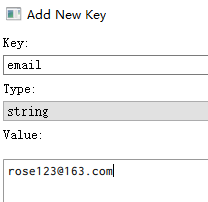 Add New Key
Key:
email
Type:
string
Value:
rose123@163.com